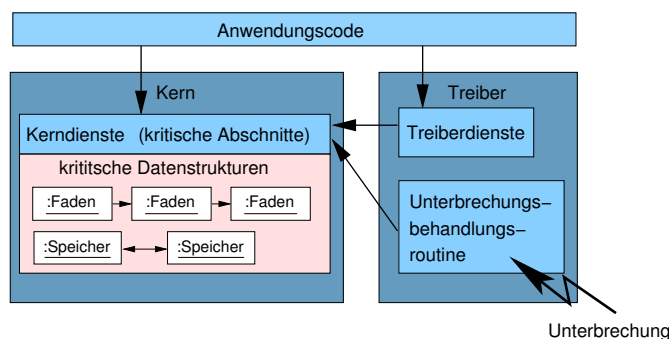 Anwendungscode
Kern
Treiber
Kerndienste (kritische Abschnitte)
Treiberdienste
krititsche Datenstrukturen
:Faden :Faden :Faden
:Speicher :Speicher
Unterbrechungs−
behandlungs−
routine
Unterbrechung